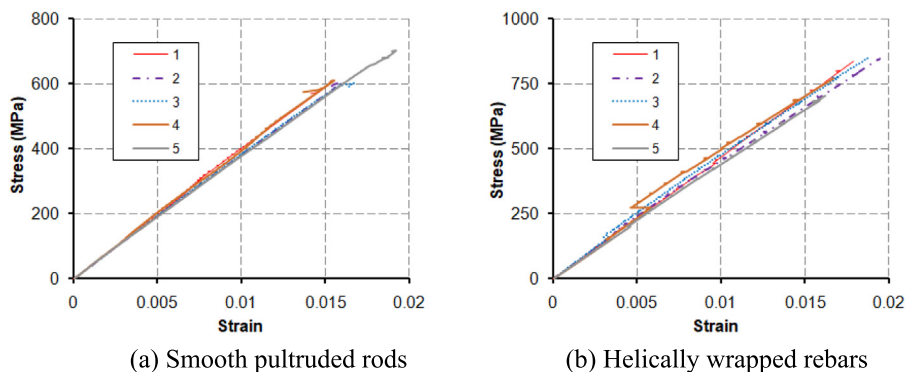 800
600
400
200
0
Stress (MPa)
1
2
3
4
5
0 0.005 0.01 0.015 0.02
Strain
(a) Smooth pultruded rods
1000
750
500
250
0
Stress (MPa)
1
2
3
4
5
0 0.005 0.01 0.015 0.02
Strain
(b) Helically wrapped rebars